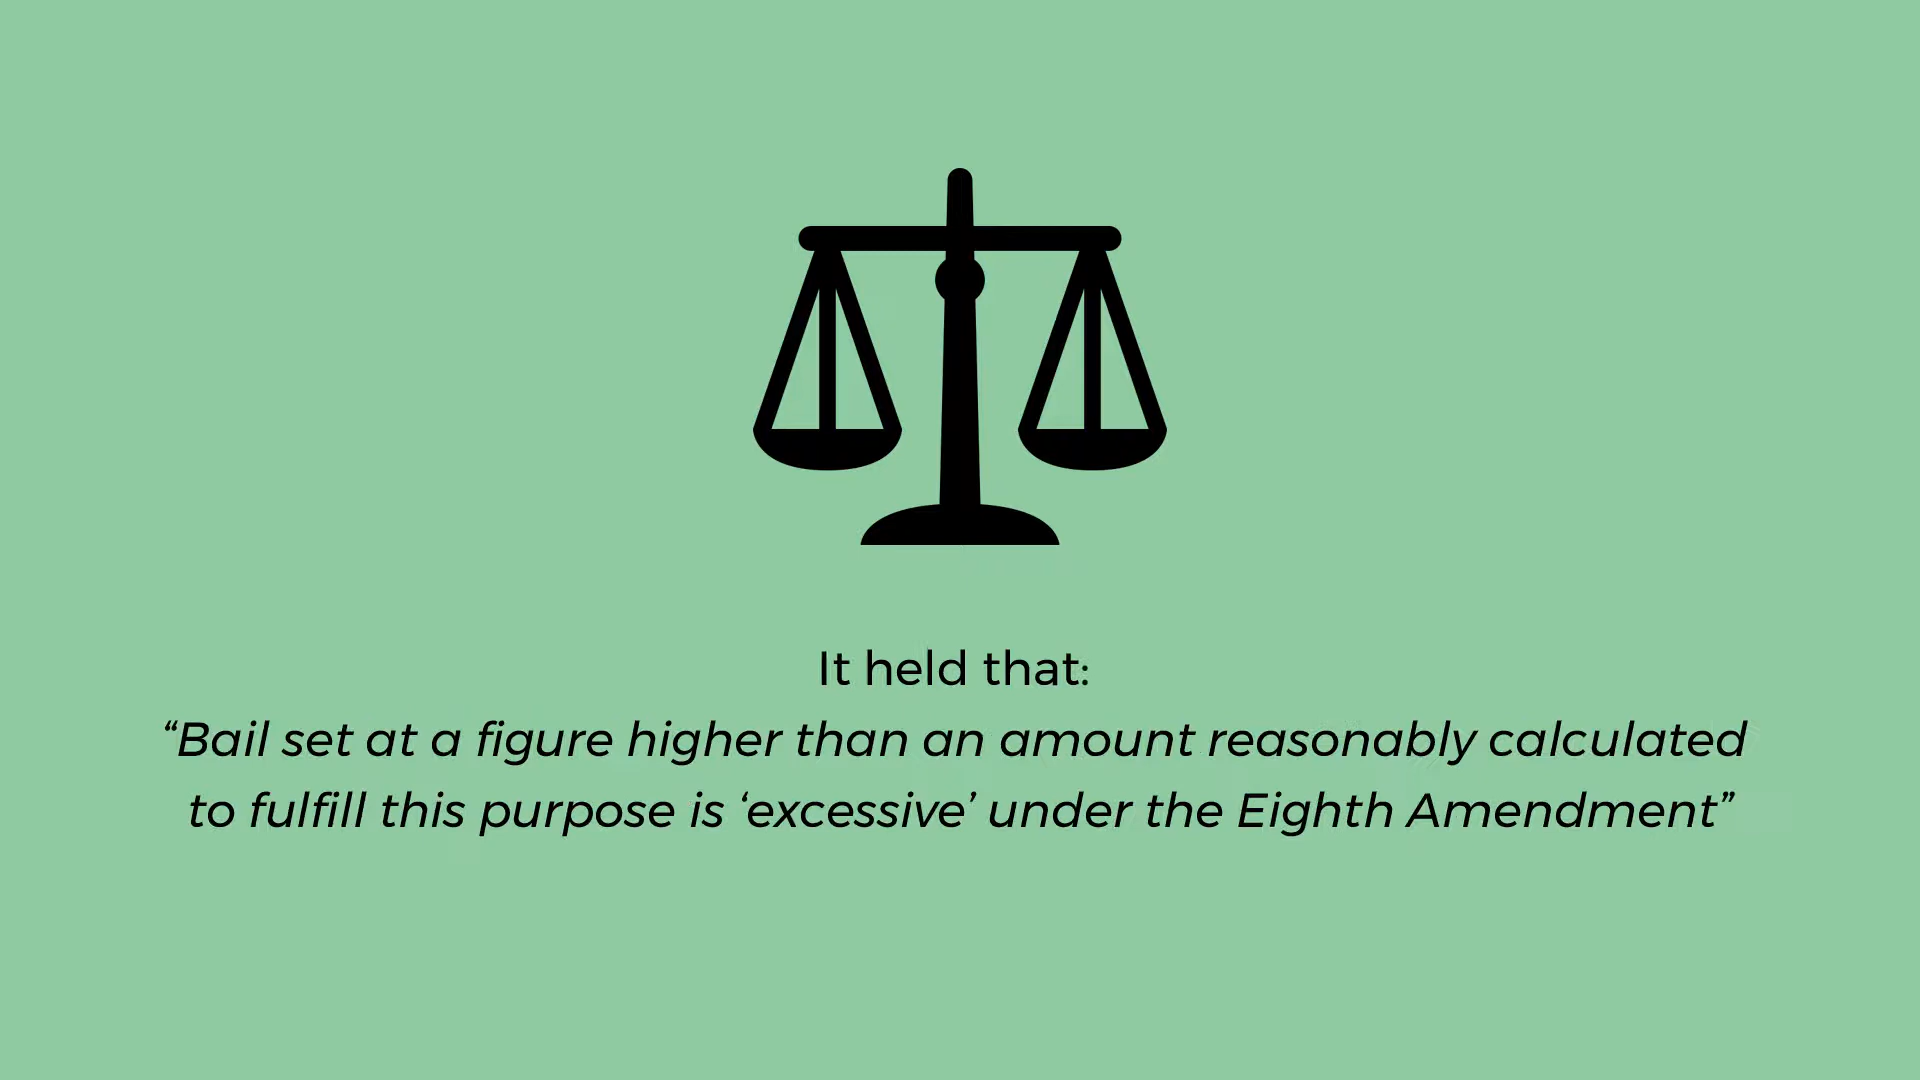 It held that:
“Bail set at a figure higher than an amount reasonably calculated
to fulfill this purpose is ‘excessive’ under the Eighth Amendment”